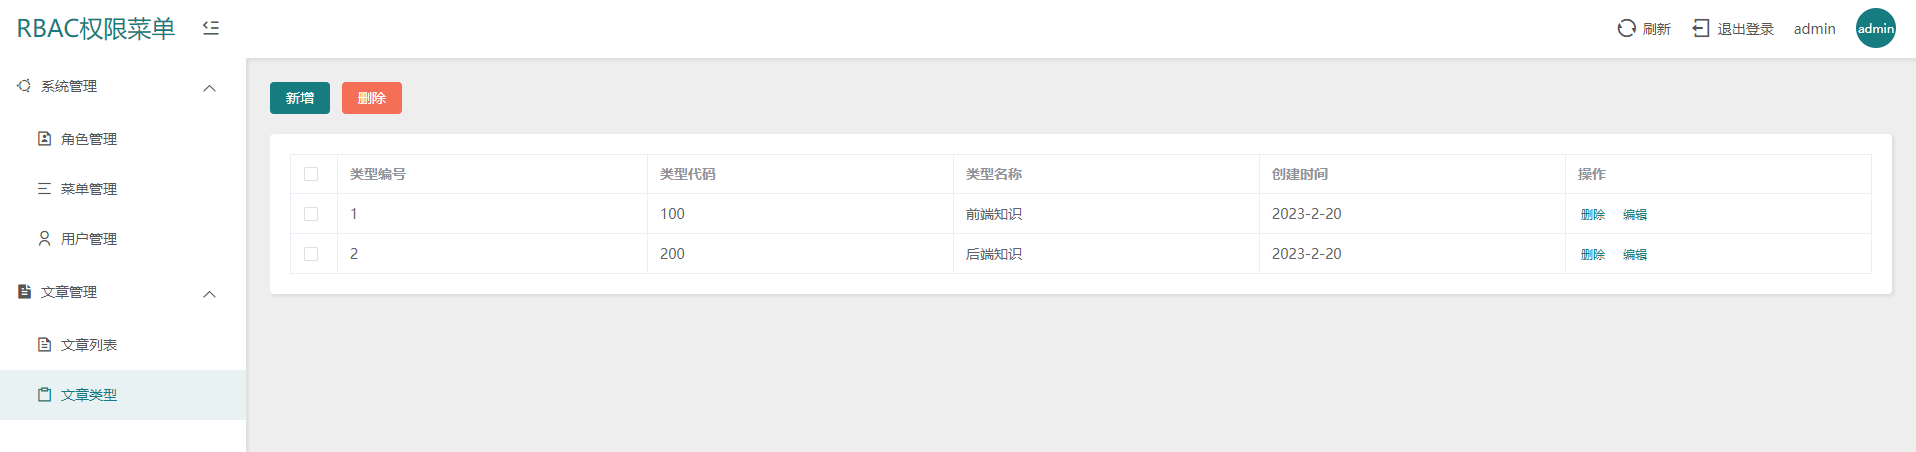 RBAC权限菜单
刷新 退出登录 admin admin
系统管理
角色管理
菜单管理
用户管理
文章管理
文章列表
文章类型
新增 删除
类型编号 类型代码 类型名称 创建时间 操作
1 100 前端知识 2023-2-20 删除 编辑
2 200 后端知识 2023-2-20 删除 编辑